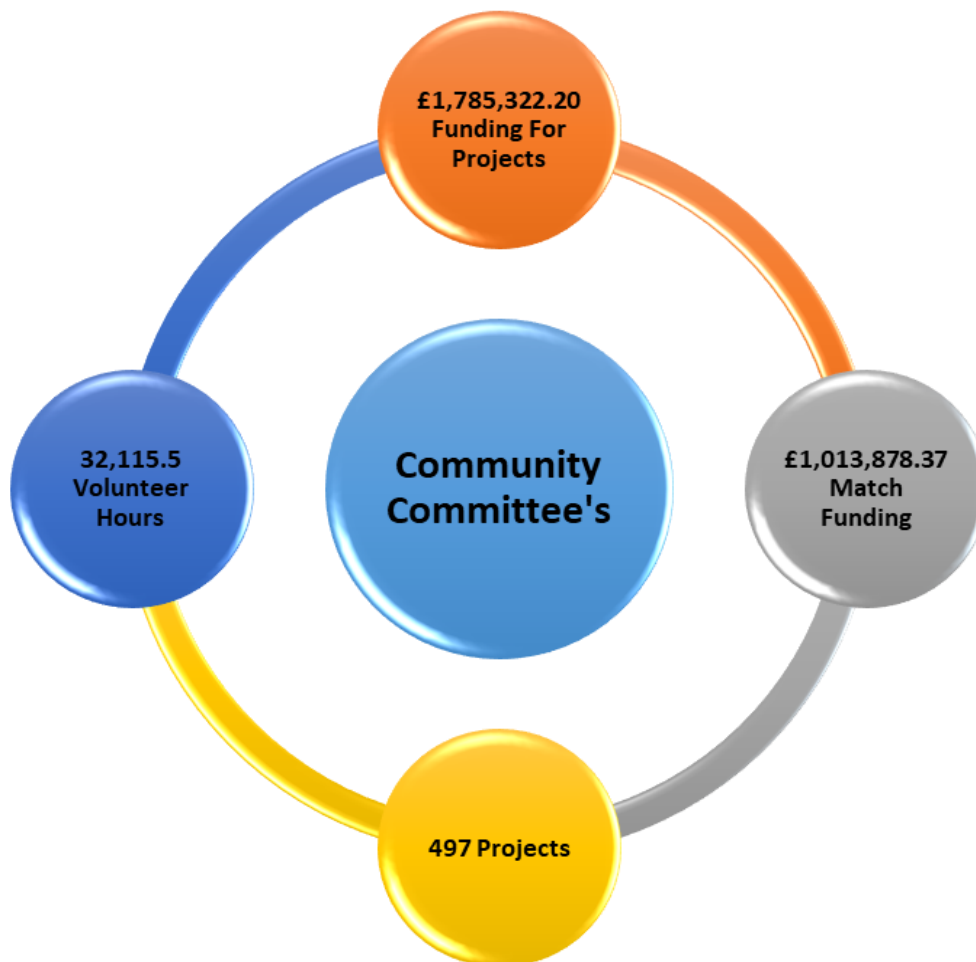 £1,785,322.20
Funding For
Projects
32,115.5
Volunteer
Hours
Community
Committee's
£1,013,878.37
Match
Funding
497 Projects